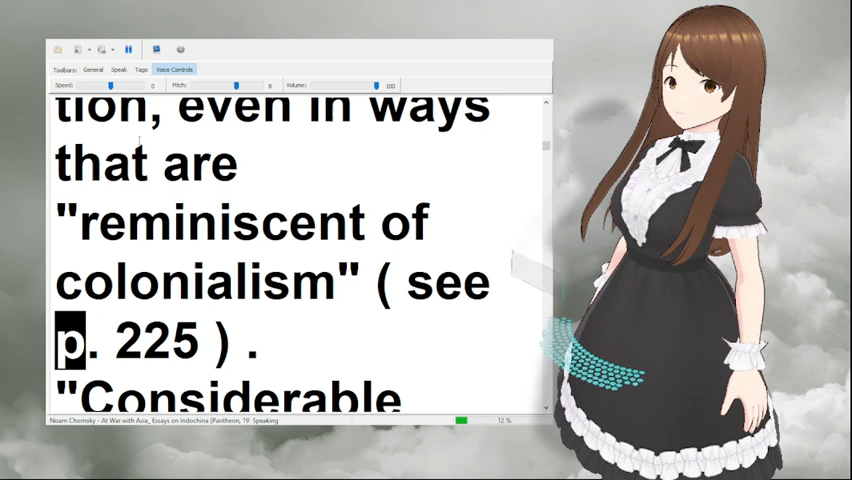 Toolbars: General Speak Tags Voice Controls
Speed: 0 Pitch: 8 Volume: 100
tion, even in ways
that are
"reminiscent of
colonialism" ( see
p. 225 ) .
"Considerable
Noam Chomsky - At War with Asia_ Essays on Indochina (Pantheon, 19 Speaking 12 %